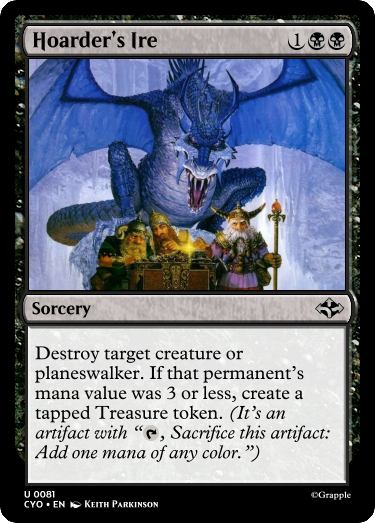 Hoarder's Ire 1
Sorcery
Destroy target creature or
planeswalker. If that permanent's
mana value was 3 or less, create a
tapped Treasure token. (It's an
artifact with “, Sacrifice this artifact:
Add one mana of any color.”)
U 0081
CYO • EN Keith Parkinson
©Grapple